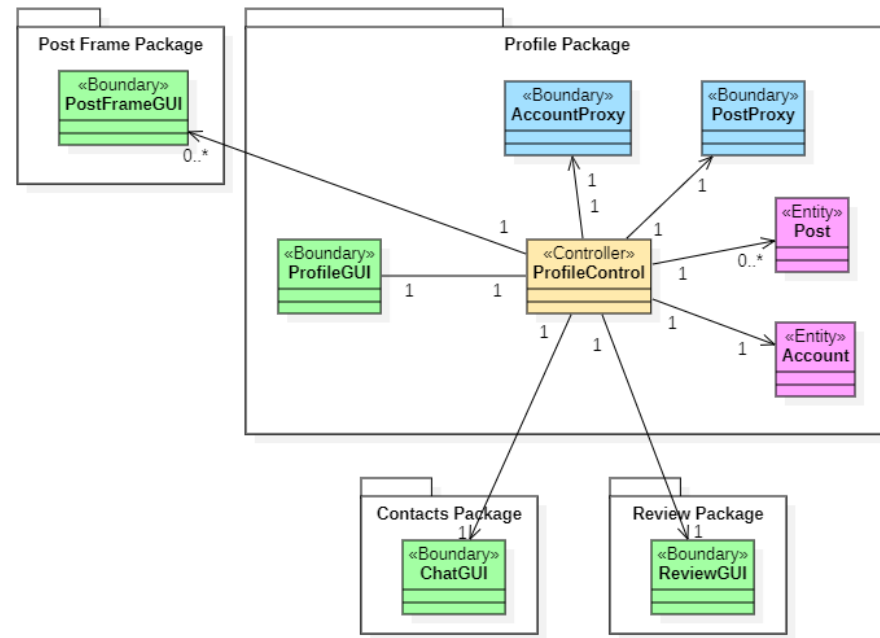 Post Frame Package
Profile Package
«Boundary»
PostFrameGUI
0..*
«Boundary»
AccountProxy
«Boundary»
PostProxy
1
1
1
1
1
«Entity»
Post
«Boundary»
ProfileGUI
1
1
«Controller»
ProfileControl
1
0..*
1
1
«Entity»
Account
1
1
Contacts Package
1
«Boundary»
ChatGUI
Review Package
1
«Boundary»
ReviewGUI